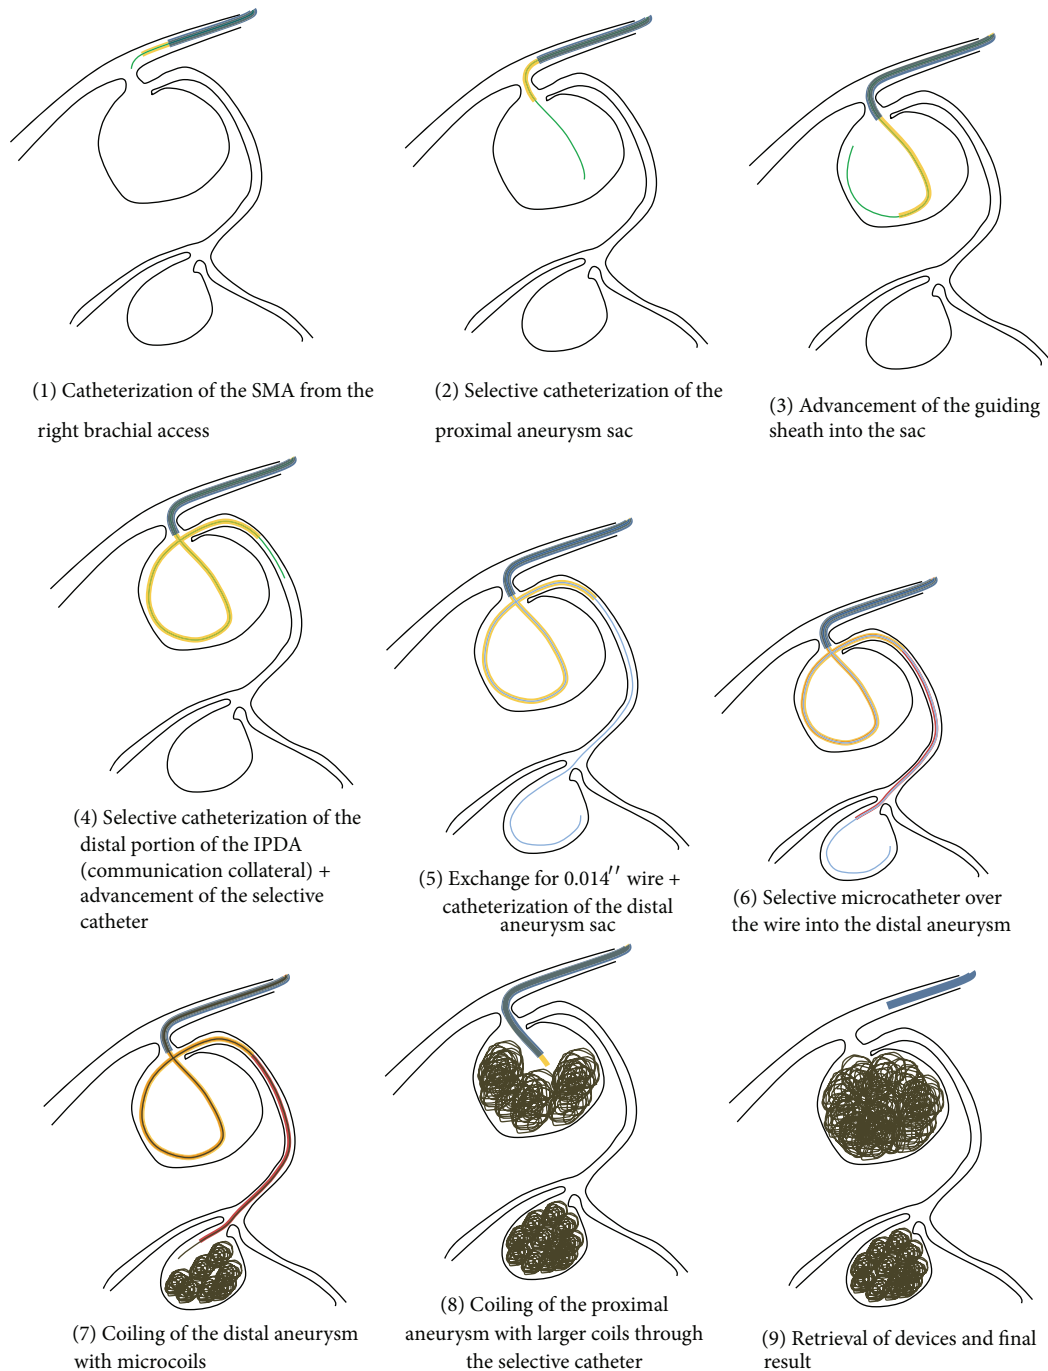 (1) Catheterization of the SMA from the
right brachial access
(2) Selective catheterization of the
proximal aneurysm sac
(3) Advancement of the guiding
sheath into the sac
(4) Selective catheterization of the
distal portion of the IPDA
(communication collateral) +
advancement of the selective
catheter
(5) Exchange for 0.014′′ wire +
catheterization of the distal
aneurysm sac
(6) Selective microcatheter over
the wire into the distal aneurysm
(7) Coiling of the distal aneurysm
with microcoils
(8) Coiling of the proximal
aneurysm with larger coils through
the selective catheter
(9) Retrieval of devices and final
result